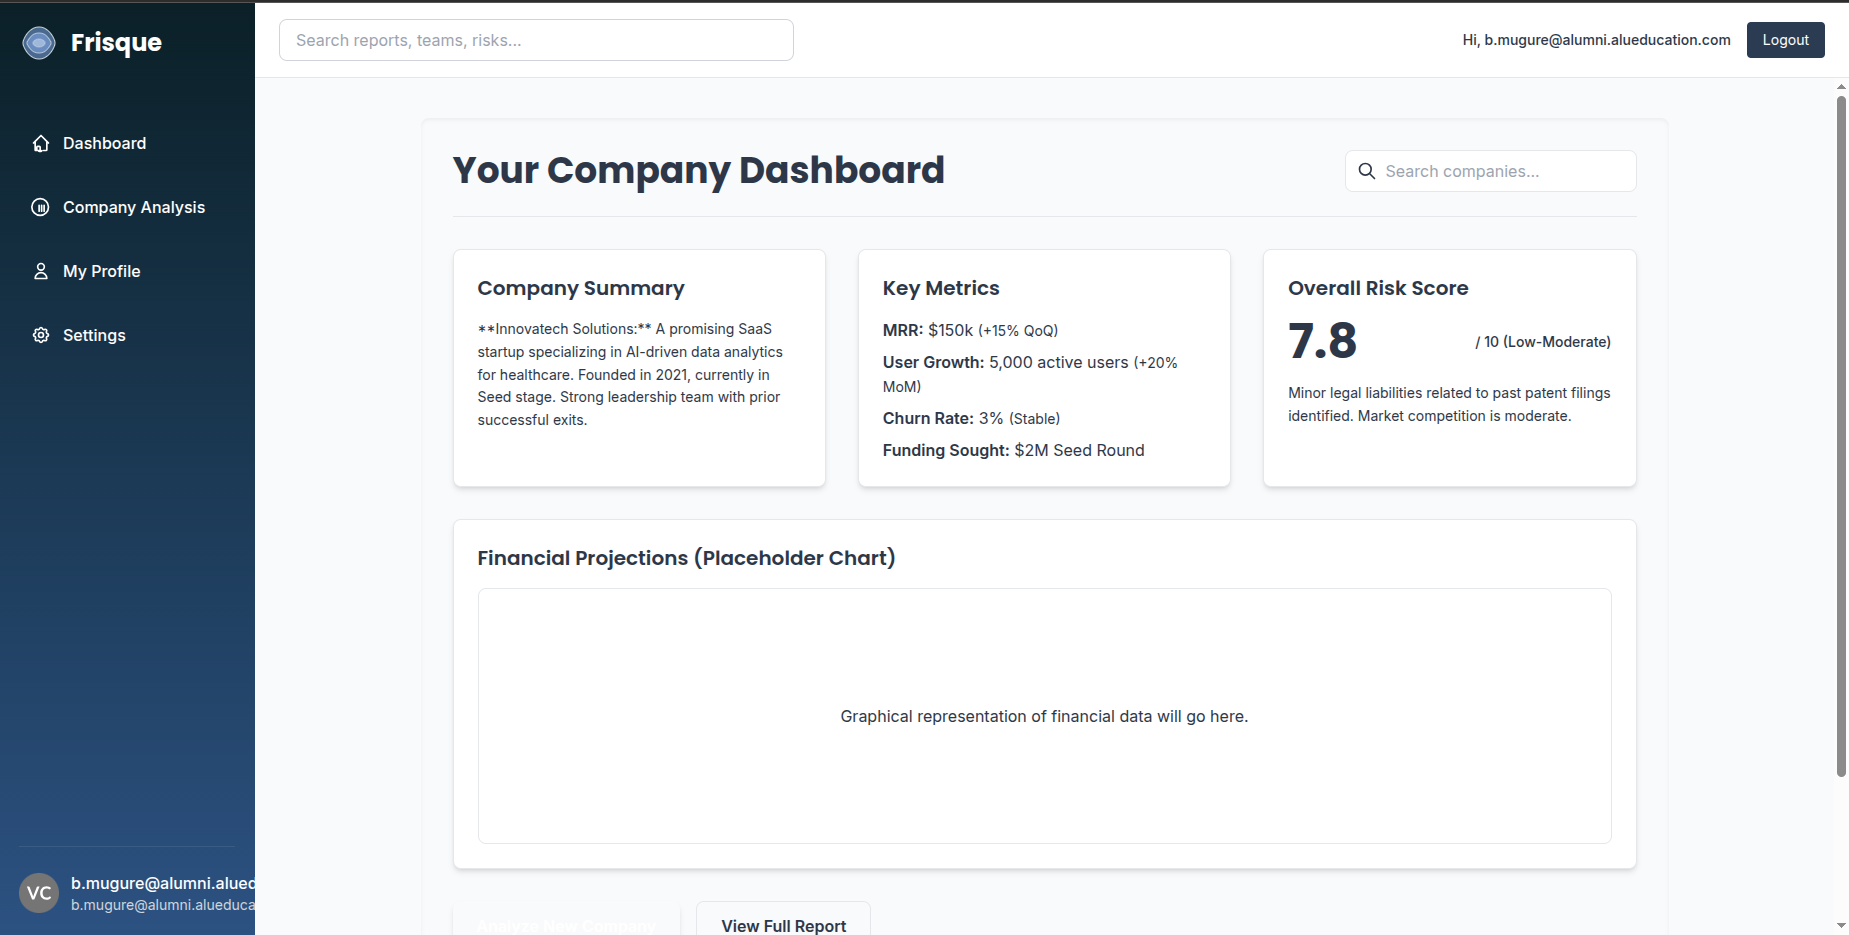 Frisque
Search reports, teams, risks...
Hi, b.mugure@alumni.alueducation.com
Logout
Dashboard
Company Analysis
My Profile
Settings
Your Company Dashboard
Search companies...
Company Summary
**Innovatech Solutions:** A promising SaaS
startup specializing in AI-driven data analytics
for healthcare. Founded in 2021, currently in
Seed stage. Strong leadership team with prior
successful exits.
Key Metrics
MRR: $150k (+15% QoQ)
User Growth: 5,000 active users (+20%
MoM)
Churn Rate: 3% (Stable)
Funding Sought: $2M Seed Round
Overall Risk Score
7.8 / 10 (Low-Moderate)
Minor legal liabilities related to past patent filings
identified. Market competition is moderate.
Financial Projections (Placeholder Chart)
Graphical representation of financial data will go here.
Analyze New Company
View Full Report
VC
b.mugure@alumni.alued
b.mugure@alumni.alueduca